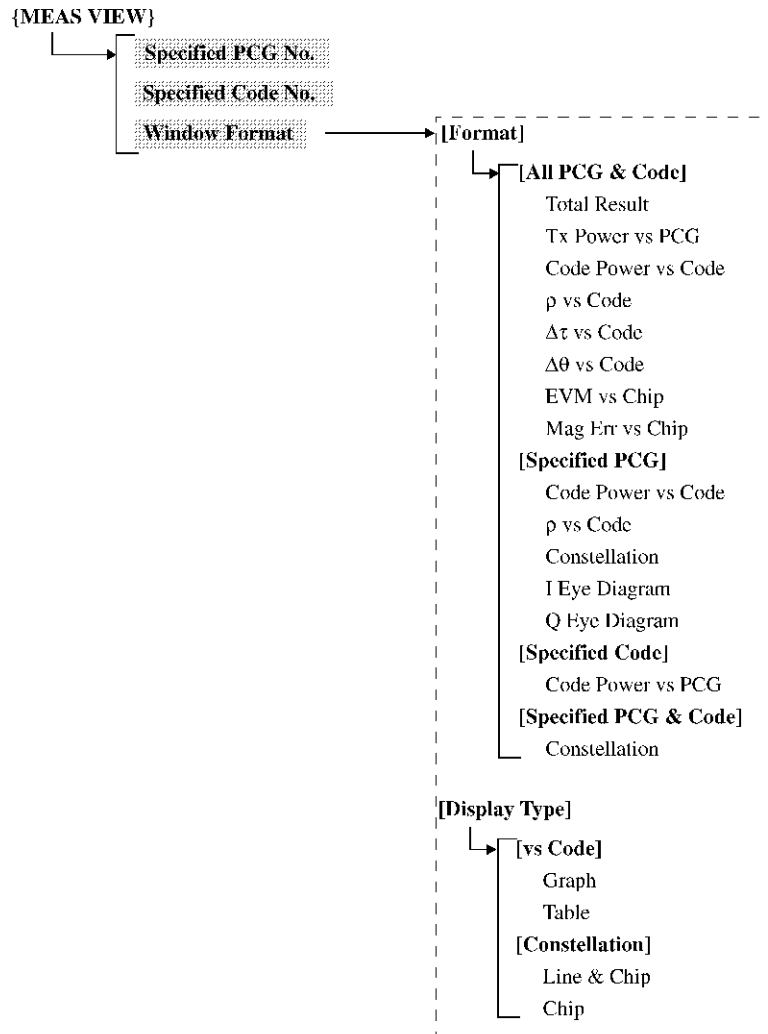 {MEAS VIEW}
Specified PCG No.
Specified Code No.
Window Format
[Format]
[All PCG & Code]
Total Result
Tx Power vs PCG
Code Power vs Code
ρ vs Code
Δτ vs Code
Δθ vs Code
EVM vs Chip
Mag Err vs Chip
[Specified PCG]
Code Power vs Code
ρ vs Code
Constellation
I Eye Diagram
Q Eye Diagram
[Specified Code]
Code Power vs PCG
[Specified PCG & Code]
Constellation
[Display Type]
[vs Code]
Graph
Table
[Constellation]
Line & Chip
Chip